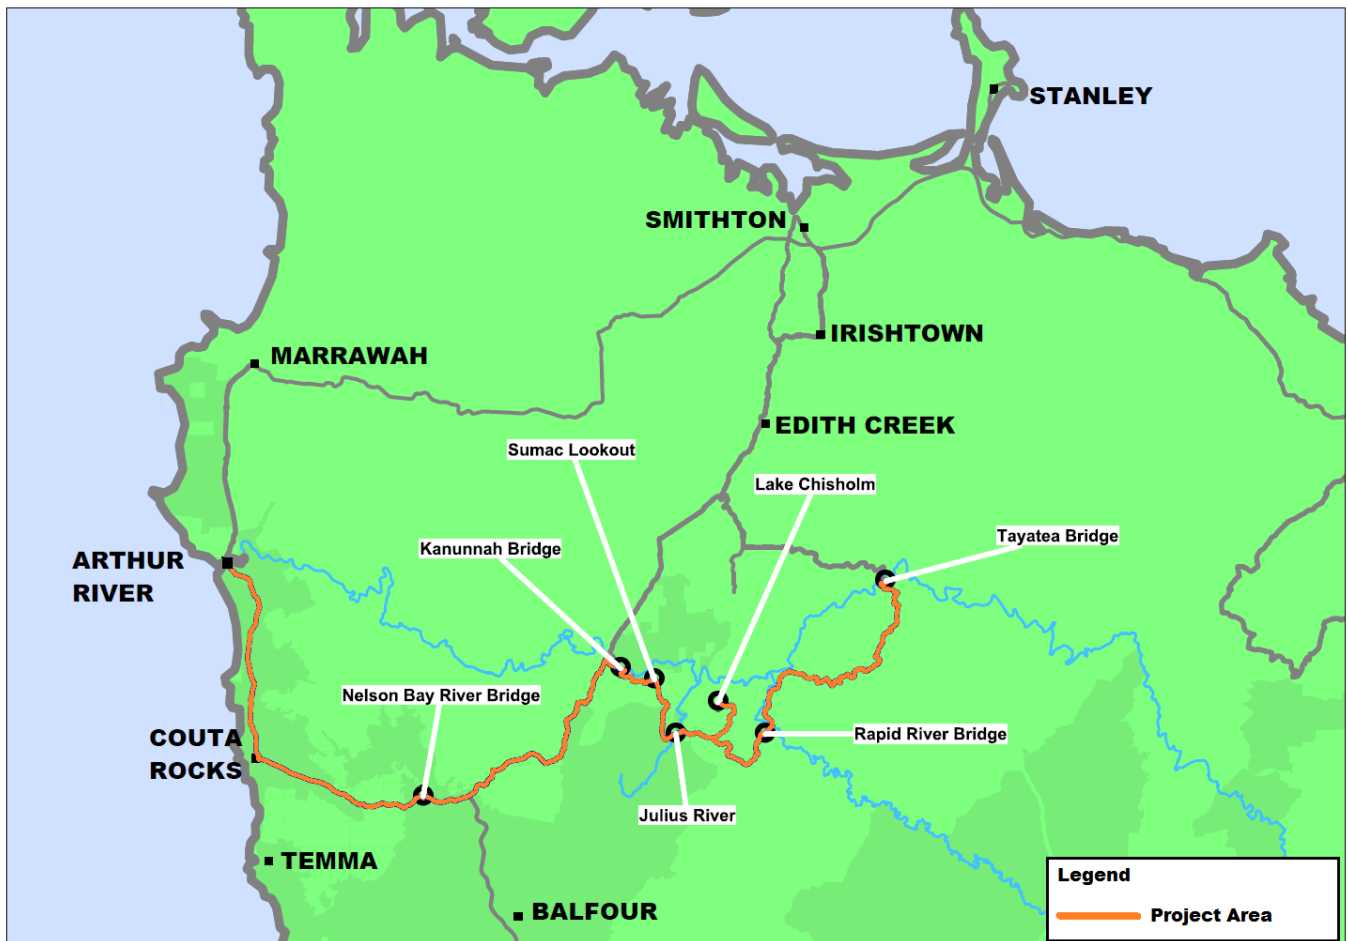 STANLEY
SMITHTON
IRISHTOWN
MARRAWAH
EDITH CREEK
Sumac Lookout
Lake Chisholm
Tayatea Bridge
Kanunnah Bridge
ARTHUR
RIVER
Nelson Bay River Bridge
Rapid River Bridge
COUTA
ROCKS
Julius River
TEMMA
BALFOUR
Legend
Project Area